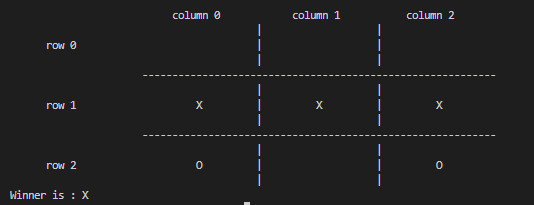 column 0 column 1 column 2
row 0
row 1 X X X
row 2 O O
Winner is : X